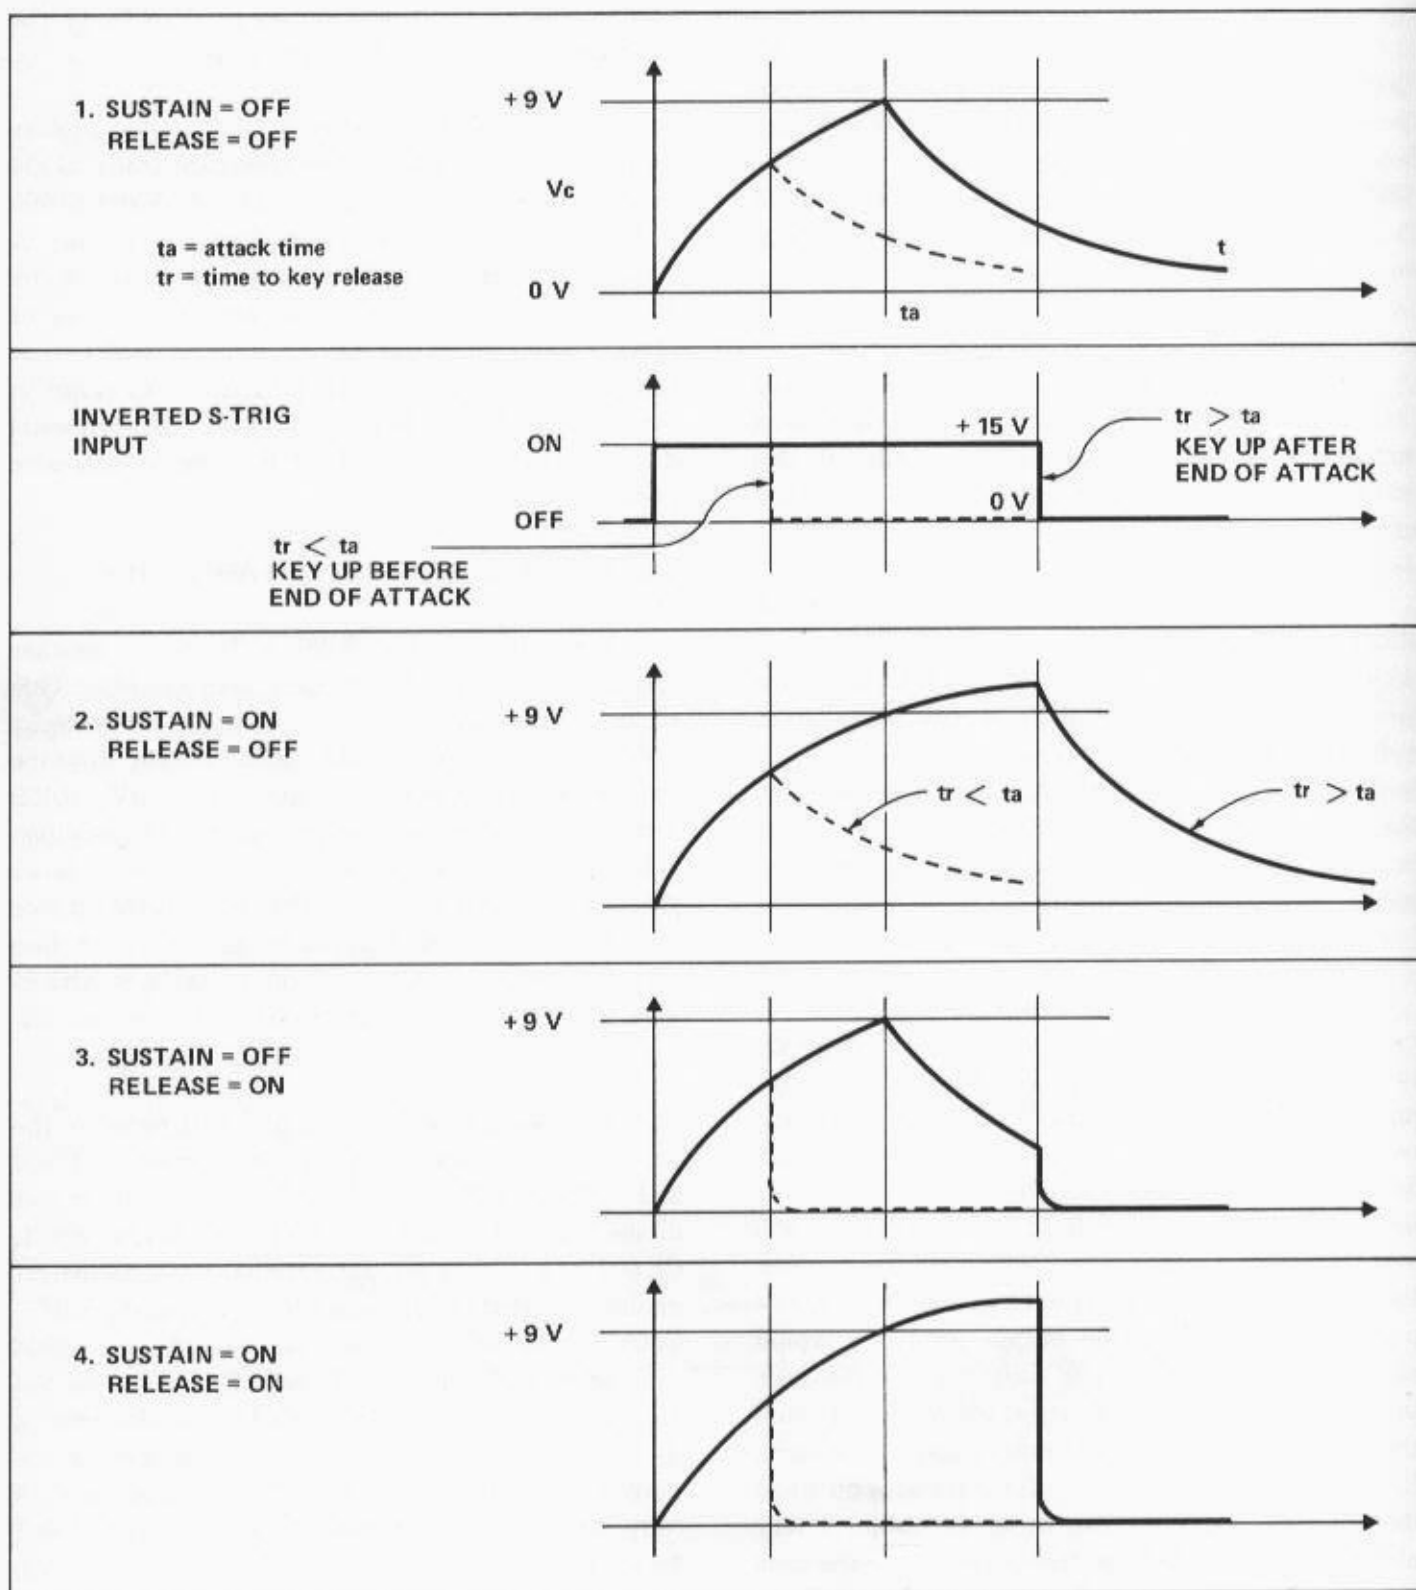 1. SUSTAIN = OFF
RELEASE = OFF
+9 V
Vc
ta = attack time
tr = time to key release
0 V
t
ta
INVERTED S-TRIG
INPUT
ON
OFF
+ 15 V
0 V
tr > ta
KEY UP AFTER
END OF ATTACK
tr < ta
KEY UP BEFORE
END OF ATTACK
2. SUSTAIN = ON
RELEASE = OFF
+9 V
tr < ta
tr > ta
3. SUSTAIN = OFF
RELEASE = ON
+9 V
4. SUSTAIN = ON
RELEASE = ON
+9 V